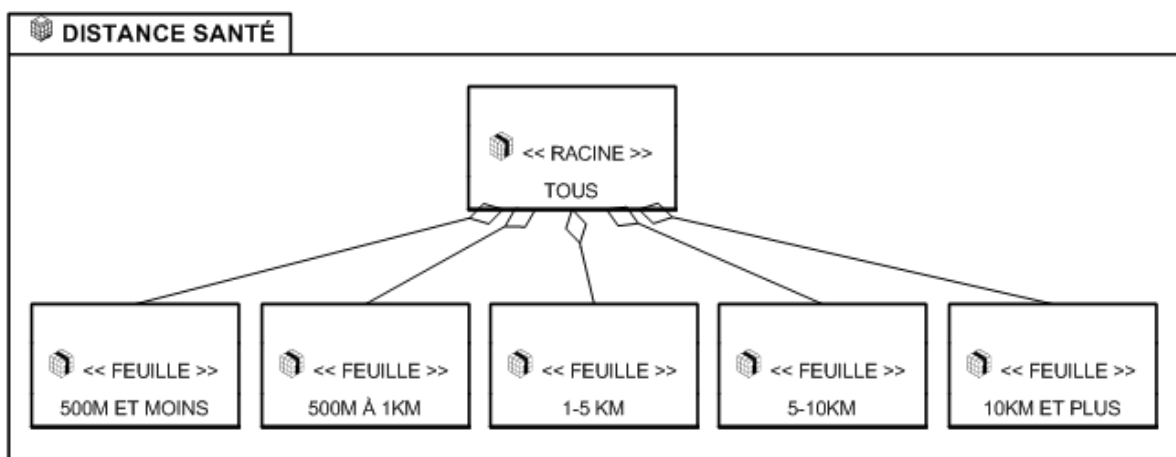 DISTANCE SANTÉ
<< RACINE >>
TOUS
<< FEUILLE >>
500M ET MOINS
<< FEUILLE >>
500M À 1KM
<< FEUILLE >>
1-5 KM
<< FEUILLE >>
5-10KM
<< FEUILLE >>
10KM ET PLUS